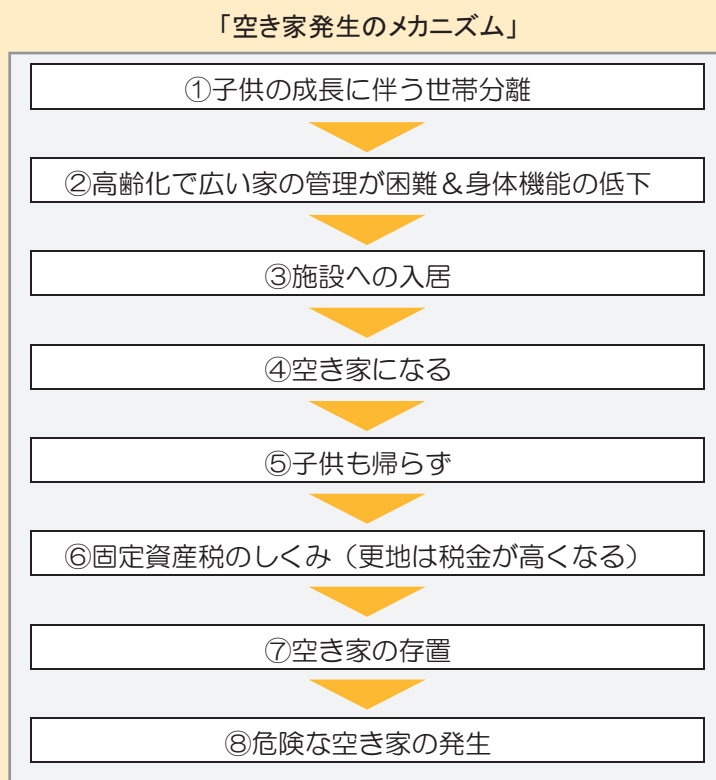 「空き家発生のメカニズム」
①子供の成長に伴う世帯分離
②高齢化で広い家の管理が困難＆身体機能の低下
③施設への入居
④空き家になる
⑤子供も帰らず
⑥固定資産税のしくみ（更地は税金が高くなる）
⑦空き家の存置
⑧危険な空き家の発生